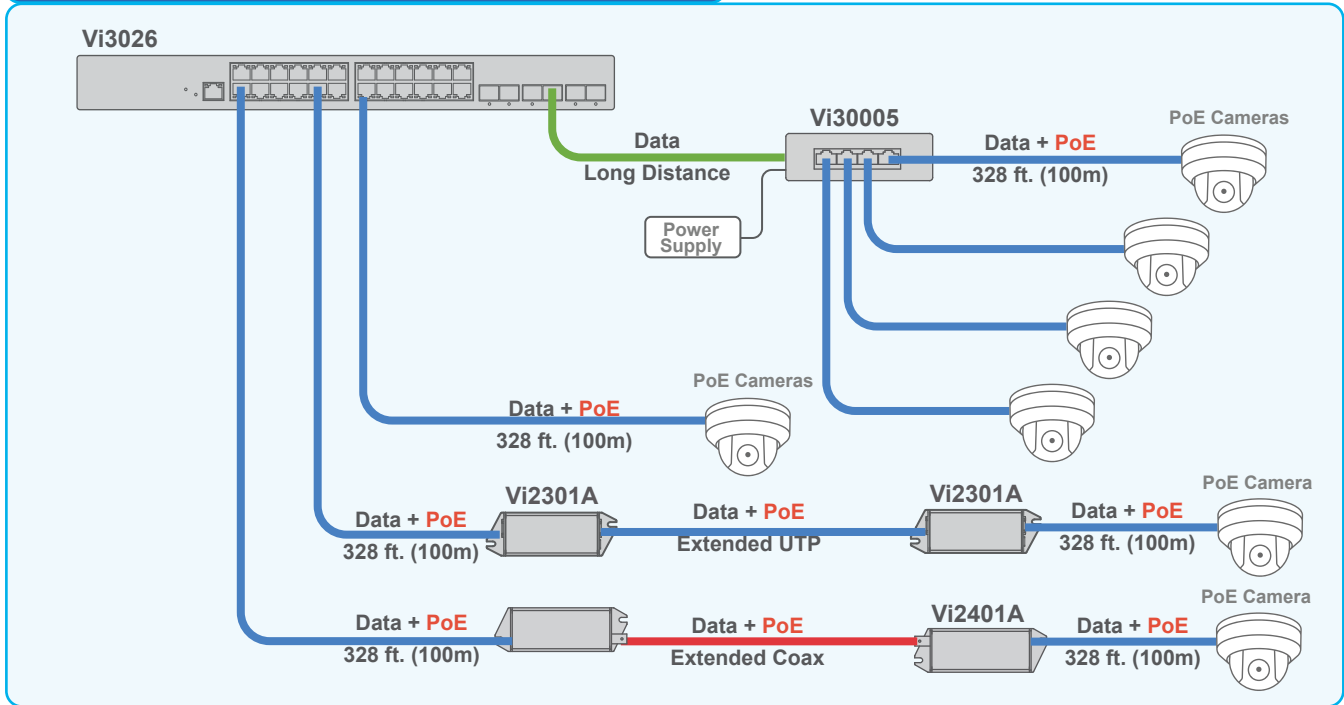 Vi3026
Vi30005
PoE Cameras
Data
Long Distance
Data + PoE
328 ft. (100m)
Power
Supply
PoE Cameras
Data + PoE
328 ft. (100m)
Vi2301A
Vi2301A
PoE Camera
Data + PoE
328 ft. (100m)
Data + PoE
Extended UTP
Data + PoE
328 ft. (100m)
PoE Camera
Vi2401A
Data + PoE
328 ft. (100m)
Data + PoE
Extended Coax
Data + PoE
328 ft. (100m)